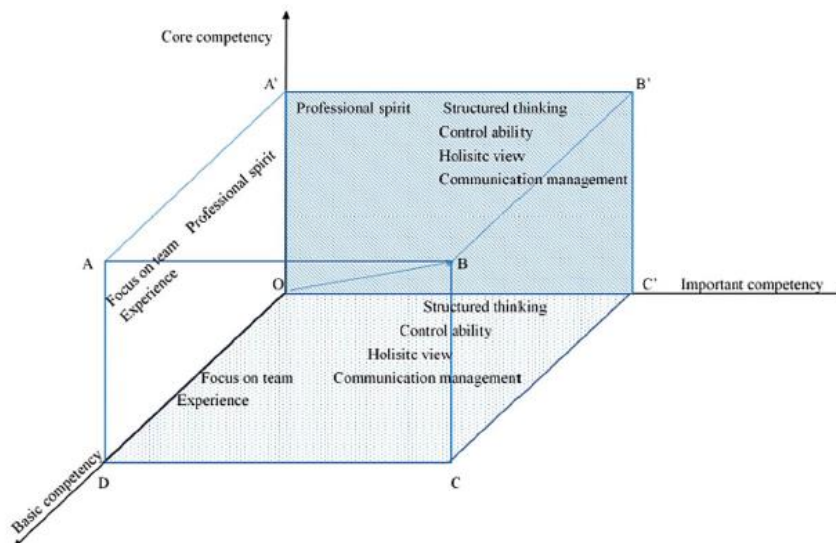 Core competency
A'
B'
Professional spirit
Structured thinking
Control ability
Holisitc view
Communication management
Professional spirit
A
Focus on team
Experience
B
O
C'
Important competency
Structured thinking
Control ability
Holisitc view
Focus on team
Communication management
Experience
Basic competency
D
C